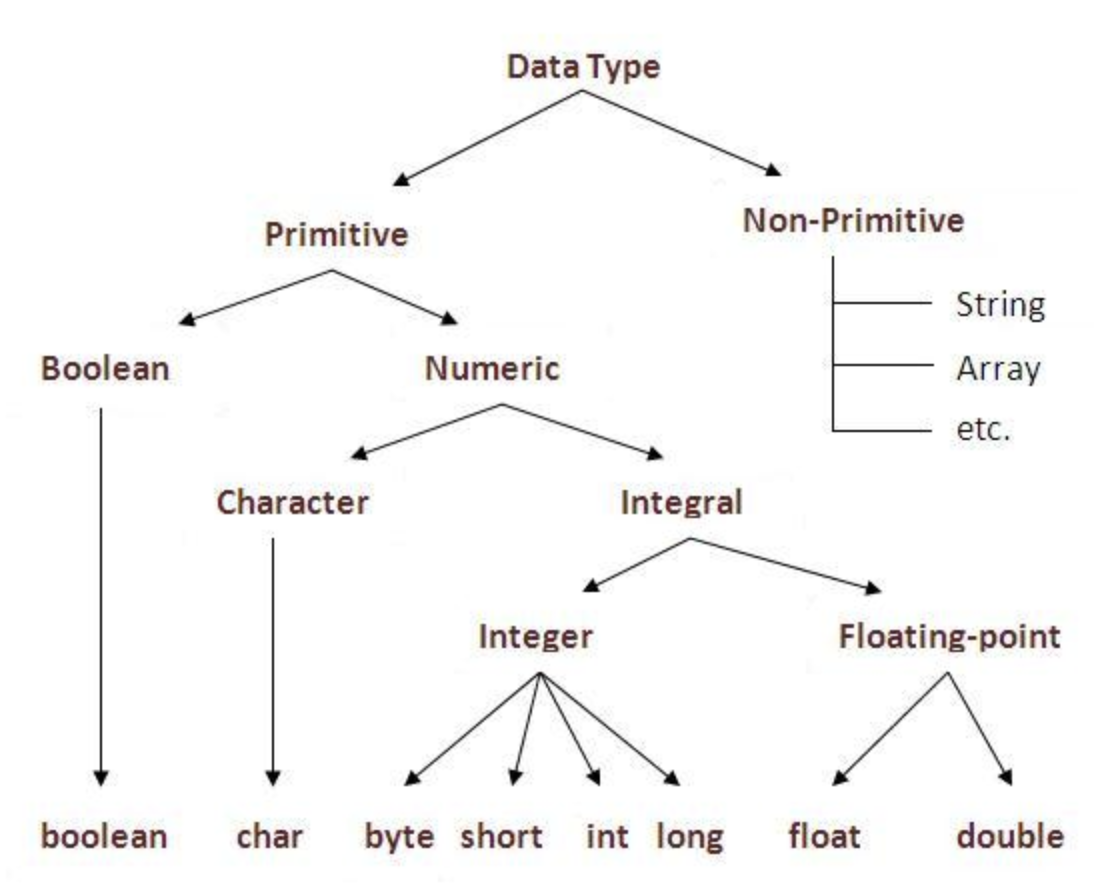 Data Type
Primitive
Non-Primitive
String
Array
etc.
Boolean
Numeric
Character
Integral
Integer
Floating-point
boolean
char
byte
short
int
long
float
double